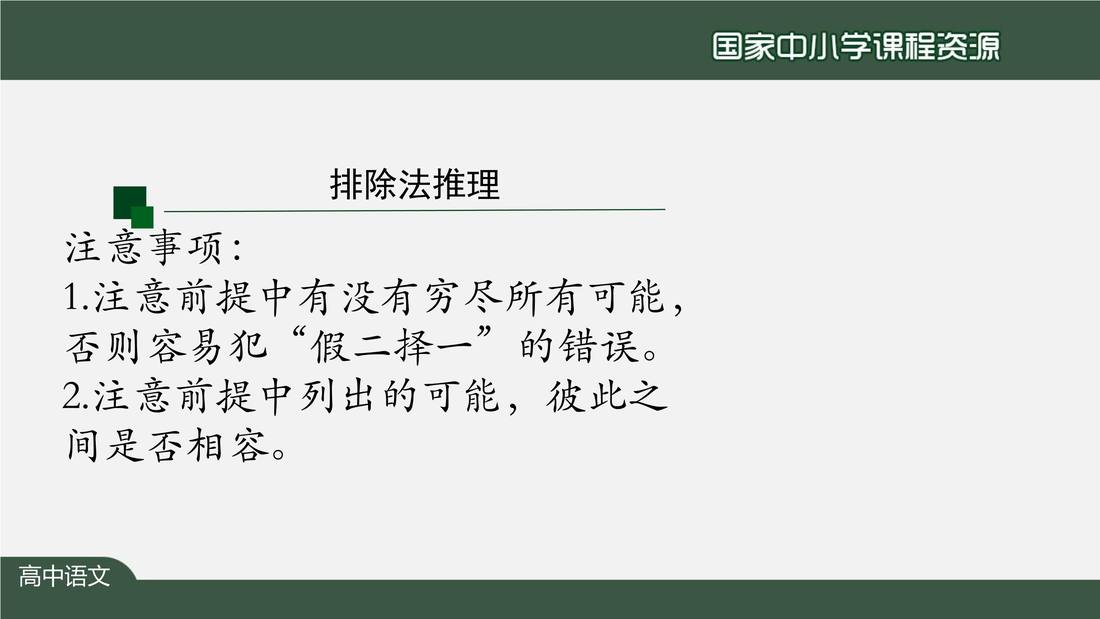 国家中小学课程资源
排除法推理
注意事项：
1.注意前提中有没有穷尽所有可能，
否则容易犯“假二择一”的错误。
2.注意前提中列出的可能，彼此之
间是否相容。
高中语文